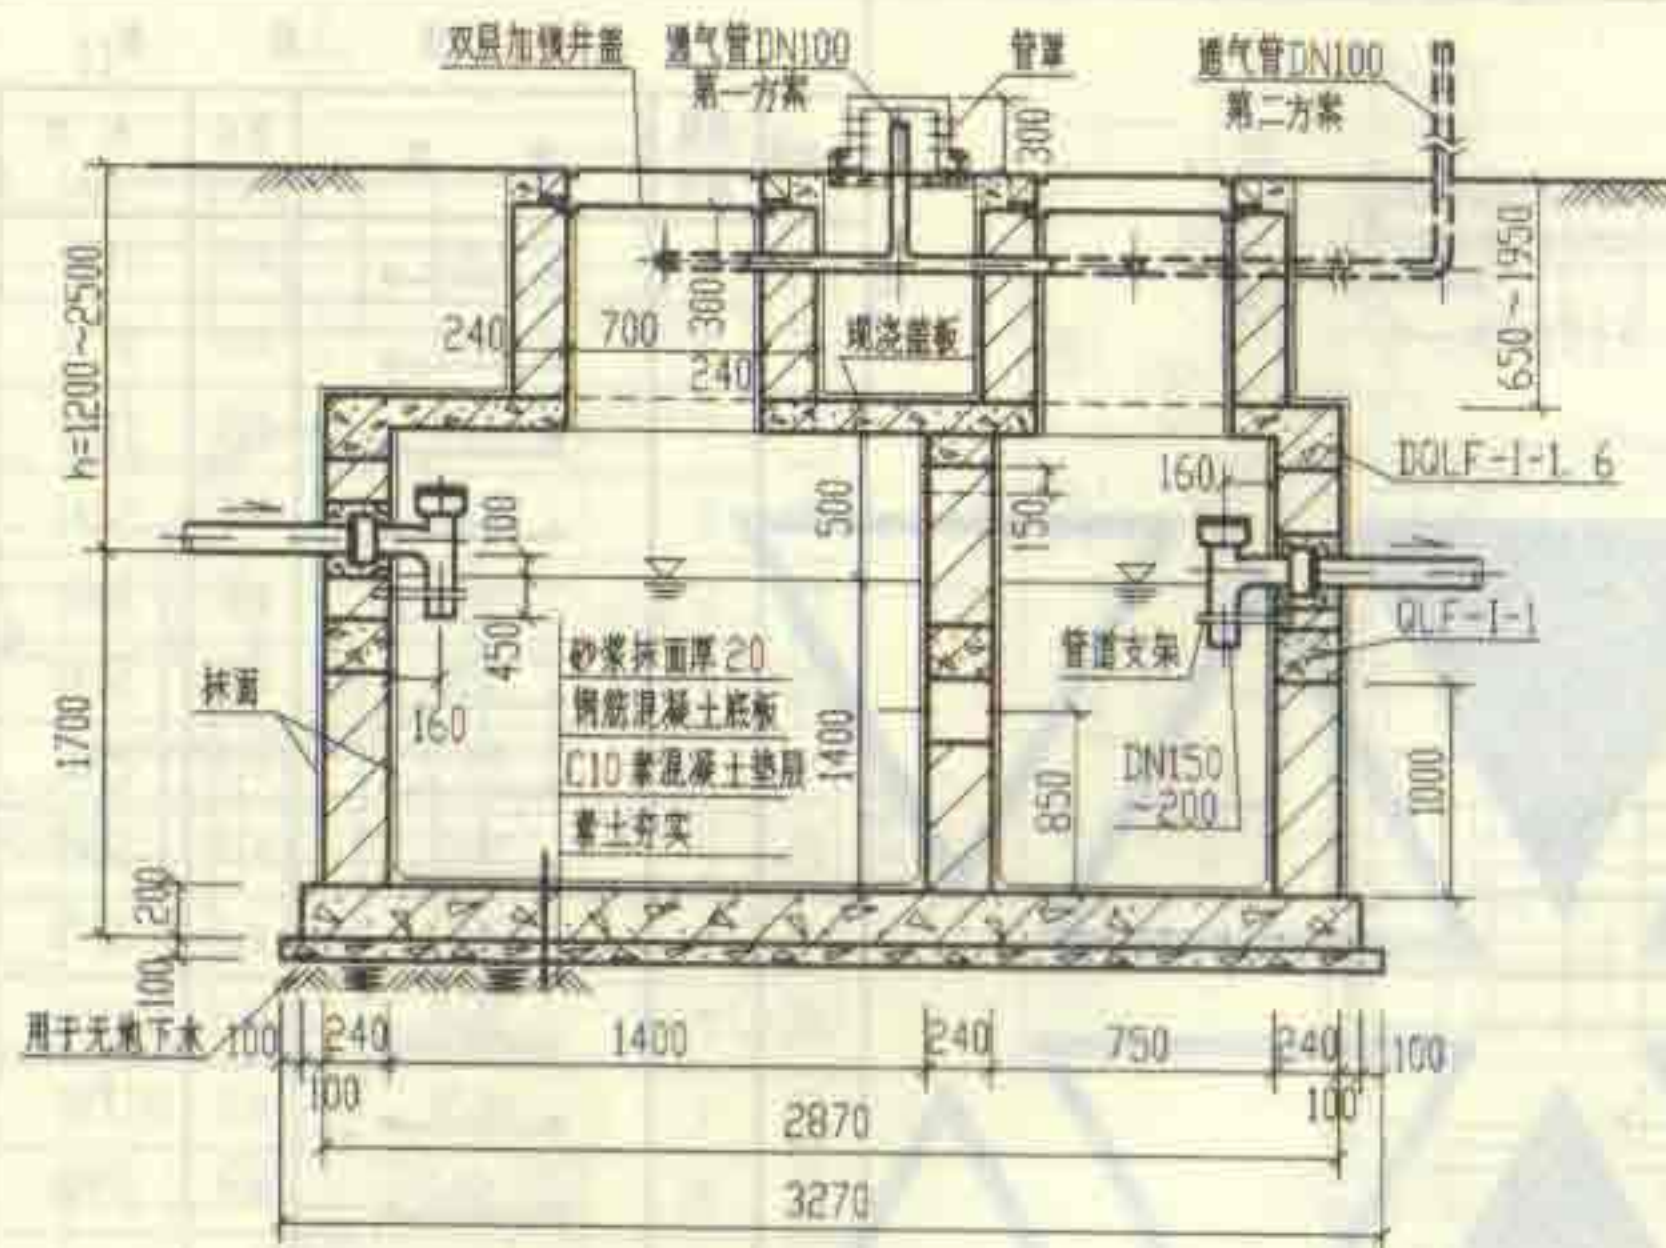 双层加锁井盖
通气管DN100
第一方案
管罩
通气管DN100
第二方案
300
h=1200~2500
240
700
300
240
现浇盖板
650~1950
DQLF-1-1.6
160
100
500
150
450
砂浆抹面厚20
钢筋混凝土底板
C10素混凝土垫层
素土夯实
管道支架
QLF-1-1
抹面
160
1700
1400
850
DN150
~200
1000
200
100
用于无地下水
100
240
1400
240
750
240
100
100
100
2870
3270